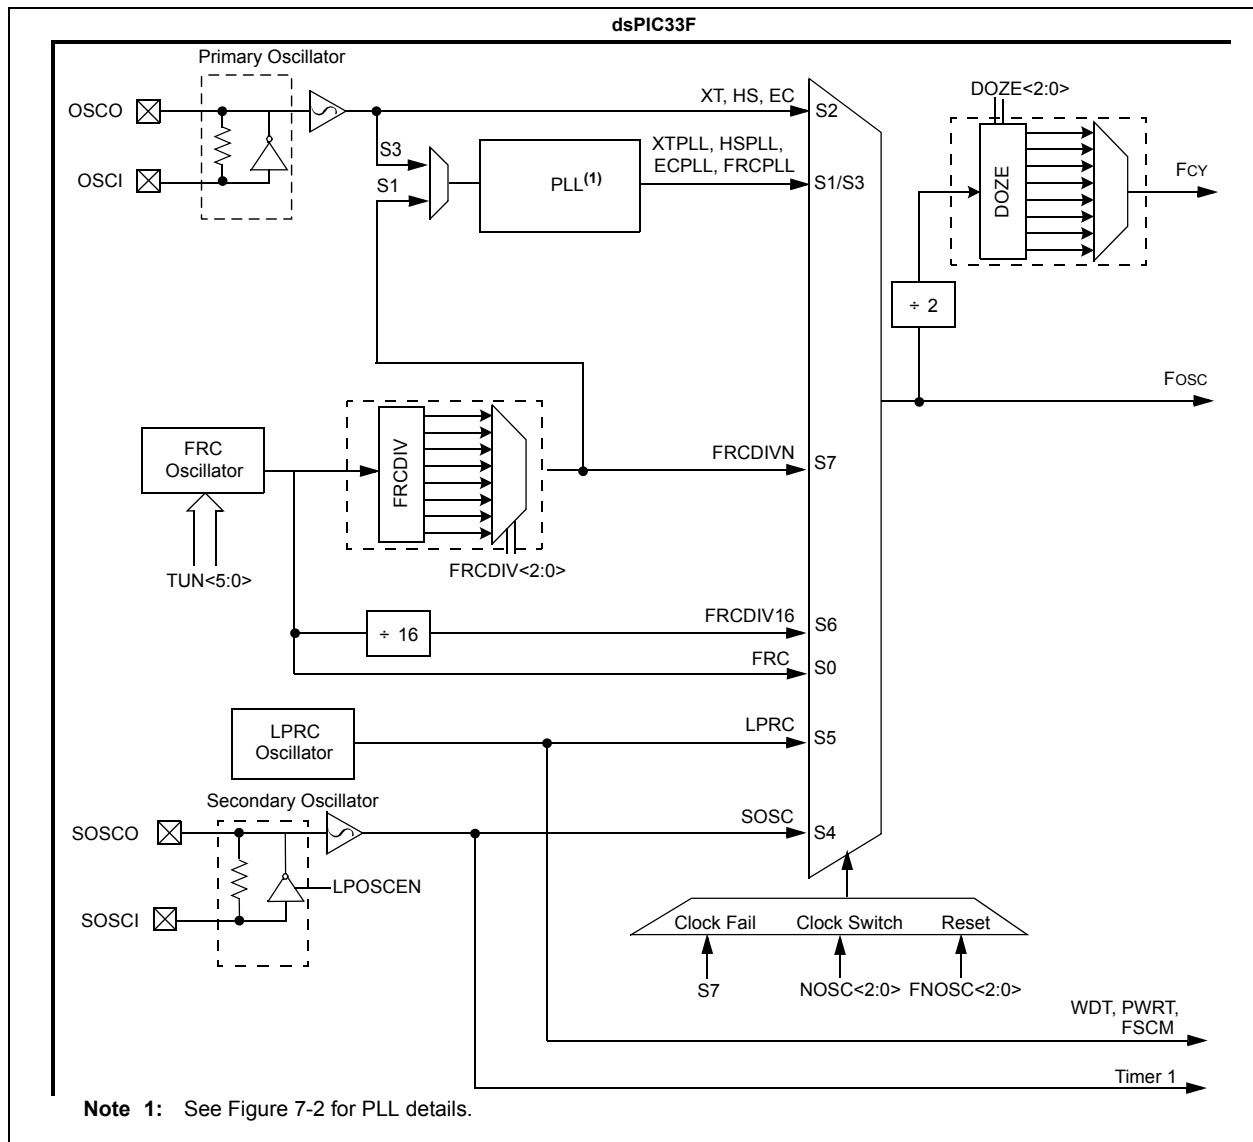 dsPIC33F
Primary Oscillator
DOZE<2:0>
OSCO
XT, HS, EC
S2
S3
XTPLL, HSPLL,
ECPLL, FRCPLL
OSCI
S1
PLL(1)
S1/S3
DOZE
FCY
÷ 2
FOSC
FRC
Oscillator
FRCDIV
FRCDIVN
S7
TUN<5:0>
FRCDIV<2:0>
÷ 16
FRCDIV16
S6
FRC
S0
LPRC
Oscillator
LPRC
S5
Secondary Oscillator
SOSCO
SOSC
S4
LPOSCEN
SOSCI
Clock Fail
Clock Switch
Reset
S7
NOSC<2:0>
FNOSC<2:0>
WDT, PWRT,
FSCM
Timer 1
Note 1: See Figure 7-2 for PLL details.